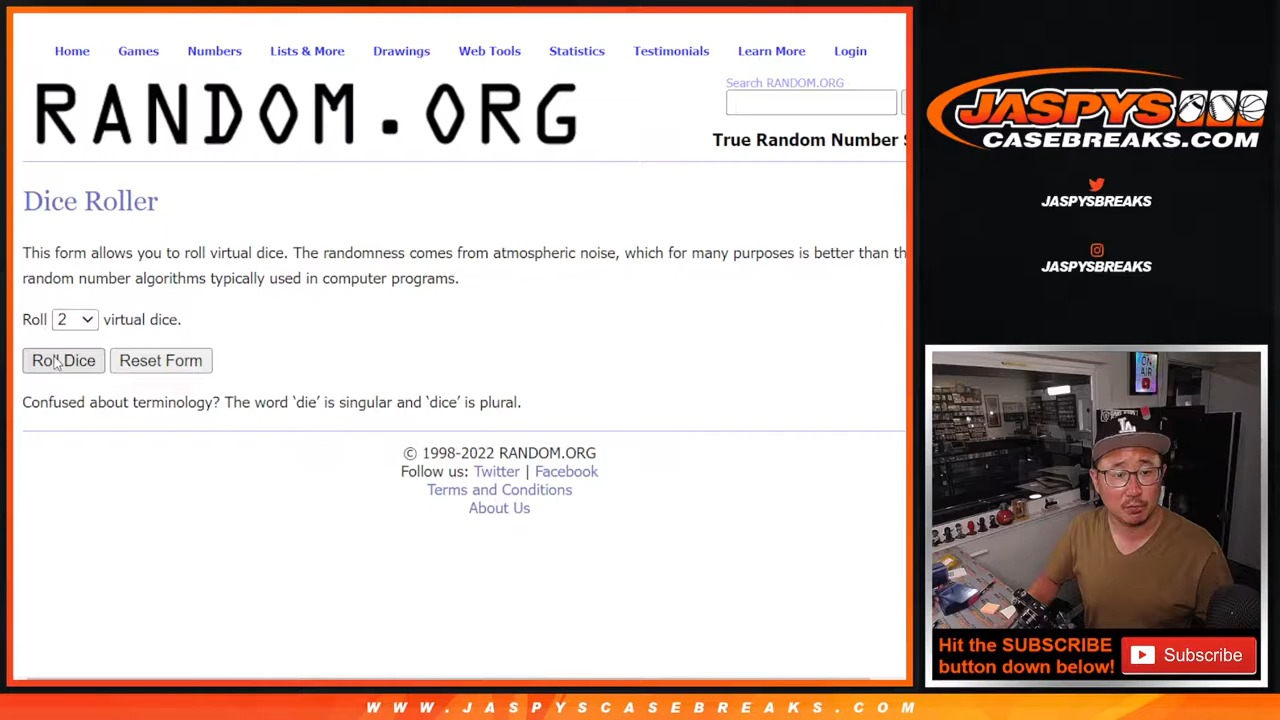 Home Games Numbers Lists & More Drawings Web Tools Statistics Testimonials Learn More Login
RANDOM.ORG
Search RANDOM.ORG
True Random Number
Dice Roller
This form allows you to roll virtual dice. The randomness comes from atmospheric noise, which for many purposes is better than
random number algorithms typically used in computer programs.
Roll 2 virtual dice.
Roll Dice Reset Form
Confused about terminology? The word ‘die’ is singular and ‘dice’ is plural.
© 1998-2022 RANDOM.ORG
Follow us: Twitter | Facebook
Terms and Conditions
About Us
JASPYS
CASEBREAKS.COM
JASPYSBREAKS
JASPYSBREAKS
ON
AIR
LA
Hit the SUBSCRIBE
button down below!
Subscribe
WWW.JASPYSCASEBREAKS.COM